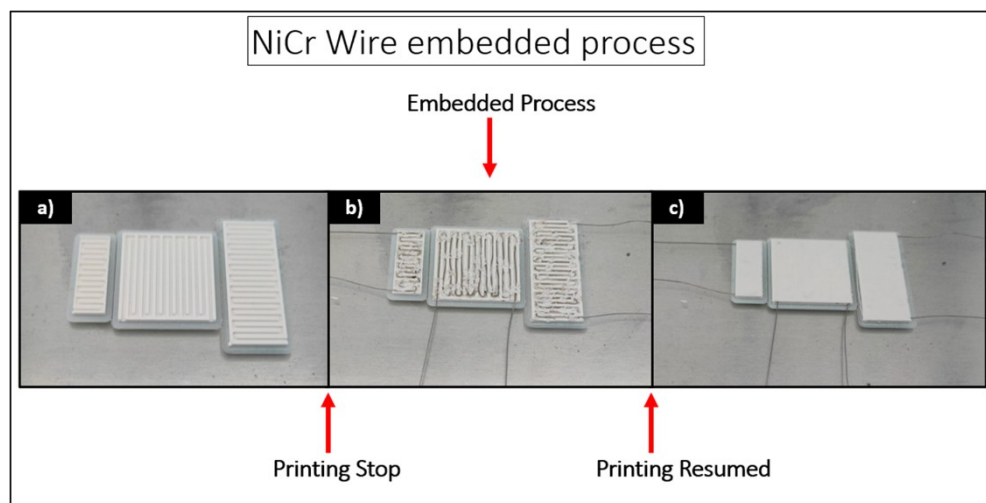 NiCr Wire embedded process
Embedded Process
a)
b)
c)
Printing Stop
Printing Resumed